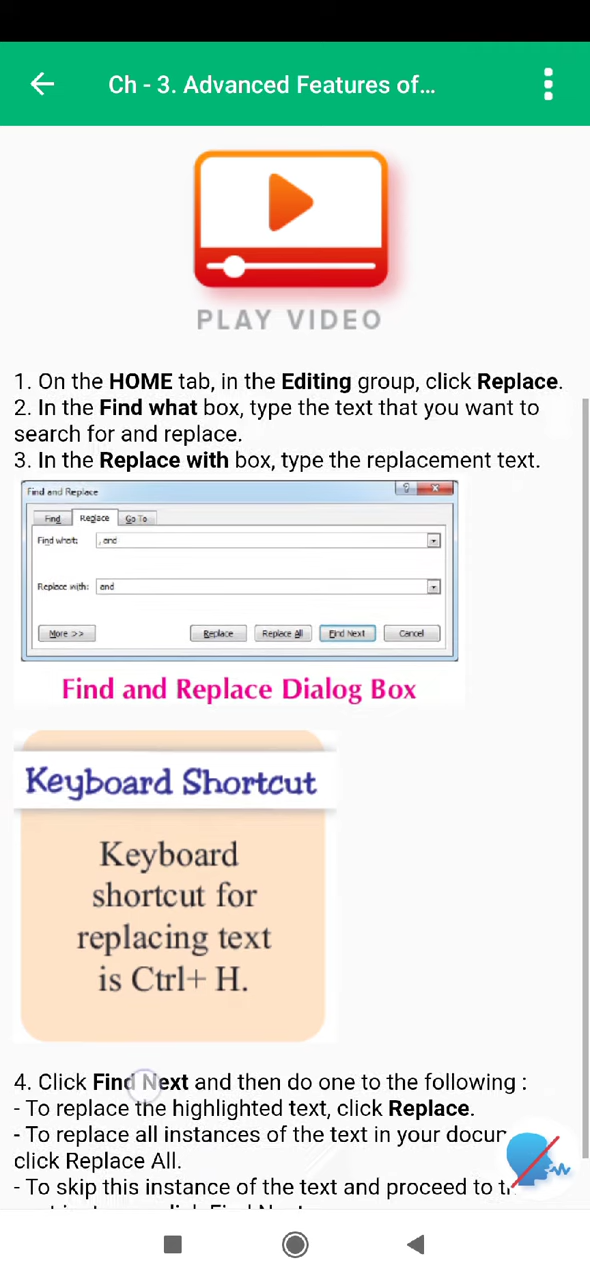 Ch - 3. Advanced Features of...
PLAY VIDEO
1. On the HOME tab, in the Editing group, click Replace.
2. In the Find what box, type the text that you want to
search for and replace.
3. In the Replace with box, type the replacement text.
Find and Replace
Find Replace Go To
Find what: , and
Replace with: and
More >> Replace Replace All Find Next Cancel
Find and Replace Dialog Box
Keyboard Shortcut
Keyboard
shortcut for
replacing text
is Ctrl+ H.
4. Click Find Next and then do one to the following :
- To replace the highlighted text, click Replace.
- To replace all instances of the text in your
click Replace All.
- To skip this instance of the text and proceed to